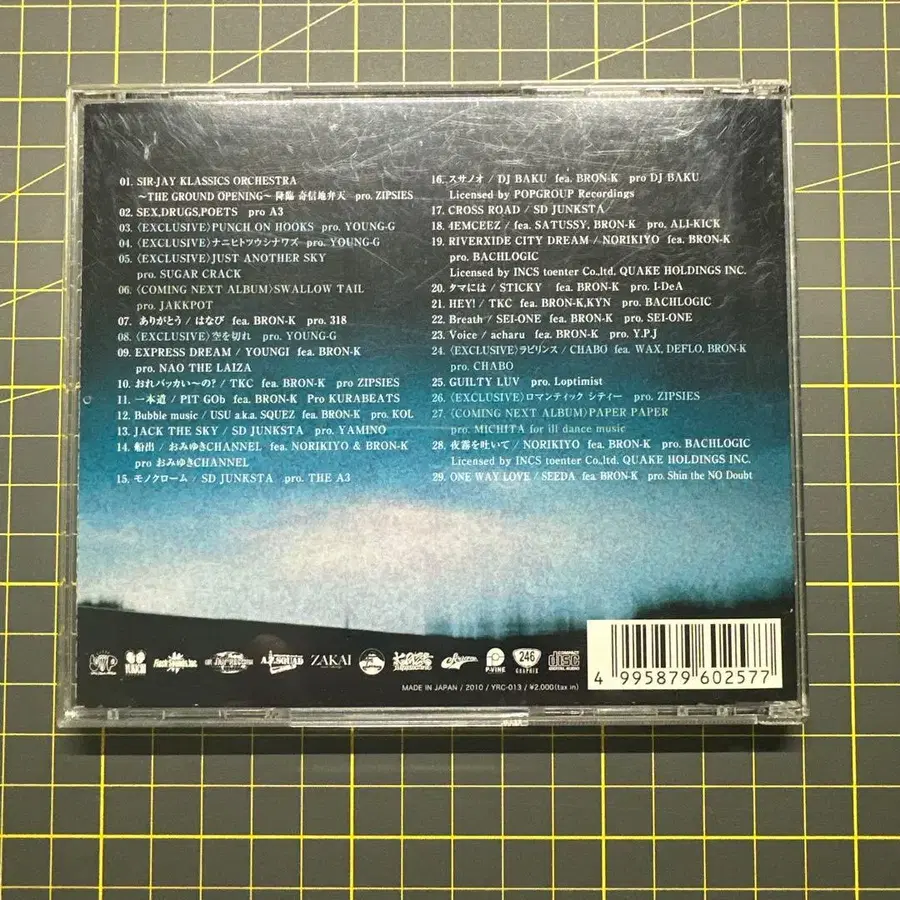 01. SIR-JAY KLASSICS ORCHESTRA
〜THE GROUND OPENING〜 降臨 奇信地弁天 pro. ZIPSIES
02. SEX,DRUGS,POETS pro A3
03.〈EXCLUSIVE〉PUNCH ON HOOKS pro. YOUNG-G
04.〈EXCLUSIVE〉ナニヒトツウシナワズ pro. YOUNG-G
05.〈EXCLUSIVE〉JUST ANOTHER SKY
pro. SUGAR CRACK
06.〈COMING NEXT ALBUM〉SWALLOW TAIL
pro. JAKKPOT
07. ありがとう / はなび fea. BRON-K pro. 318
08.〈EXCLUSIVE〉空を切れ pro. YOUNG-G
09. EXPRESS DREAM / YOUNGI fea. BRON-K
pro. NAO THE LAIZA
10. おれバッカい〜の? / TKC fea. BRON-K pro ZIPSIES
11. 一本道 / PIT GOb fea. BRON-K Pro KURABEATS
12. Bubble music / USU a.k.a. SQUEZ fea. BRON-K pro. KOL
13. JACK THE SKY / SD JUNKSTA pro. YAMINO
14. 船出 / おみゆきCHANNEL fea. NORIKIYO & BRON-K
pro おみゆきCHANNEL
15. モノクローム / SD JUNKSTA pro. THE A3
16. スサノオ / DJ BAKU fea. BRON-K pro DJ BAKU
Licensed by POPGROUP Recordings
17. CROSS ROAD / SD JUNKSTA
18. 4EMCEEZ / fea. SATUSSY, BRON-K pro. ALI-KICK
19. RIVERXIDE CITY DREAM / NORIKIYO fea. BRON-K
pro. BACHLOGIC
Licensed by INCS toenter Co.,ltd. QUAKE HOLDINGS INC.
20. タマには / STICKY fea. BRON-K pro. I-DeA
21. HEY! / TKC fea. BRON-K,KYN pro. BACHLOGIC
22. Breath / SEI-ONE fea. BRON-K pro. SEI-ONE
23. Voice / acharu fea. BRON-K pro. Y.P.J
24.〈EXCLUSIVE〉ラビリンス / CHABO fea. WAX, DEFLO, BRON-K
pro. CHABO
25. GUILTY LUV pro. Loptimist
26.〈EXCLUSIVE〉ロマンティック シティー pro. ZIPSIES
27.〈COMING NEXT ALBUM〉PAPER PAPER
pro. MICHITA for ill dance music
28. 夜霧を吐いて / NORIKIYO fea. BRON-K pro. BACHLOGIC
Licensed by INCS toenter Co.,ltd. QUAKE HOLDINGS INC.
29. ONE WAY LOVE / SEEDA fea. BRON-K pro. Shin the NO Doubt
Flash Sounds, Inc. A.P. SQUAD ZAKAI P-VINE 246 GRAPHIX COMPACT disc DIGITAL AUDIO
MADE IN JAPAN / 2010 / YRC-013 / ¥2,000(tax in)
4 995879 602577